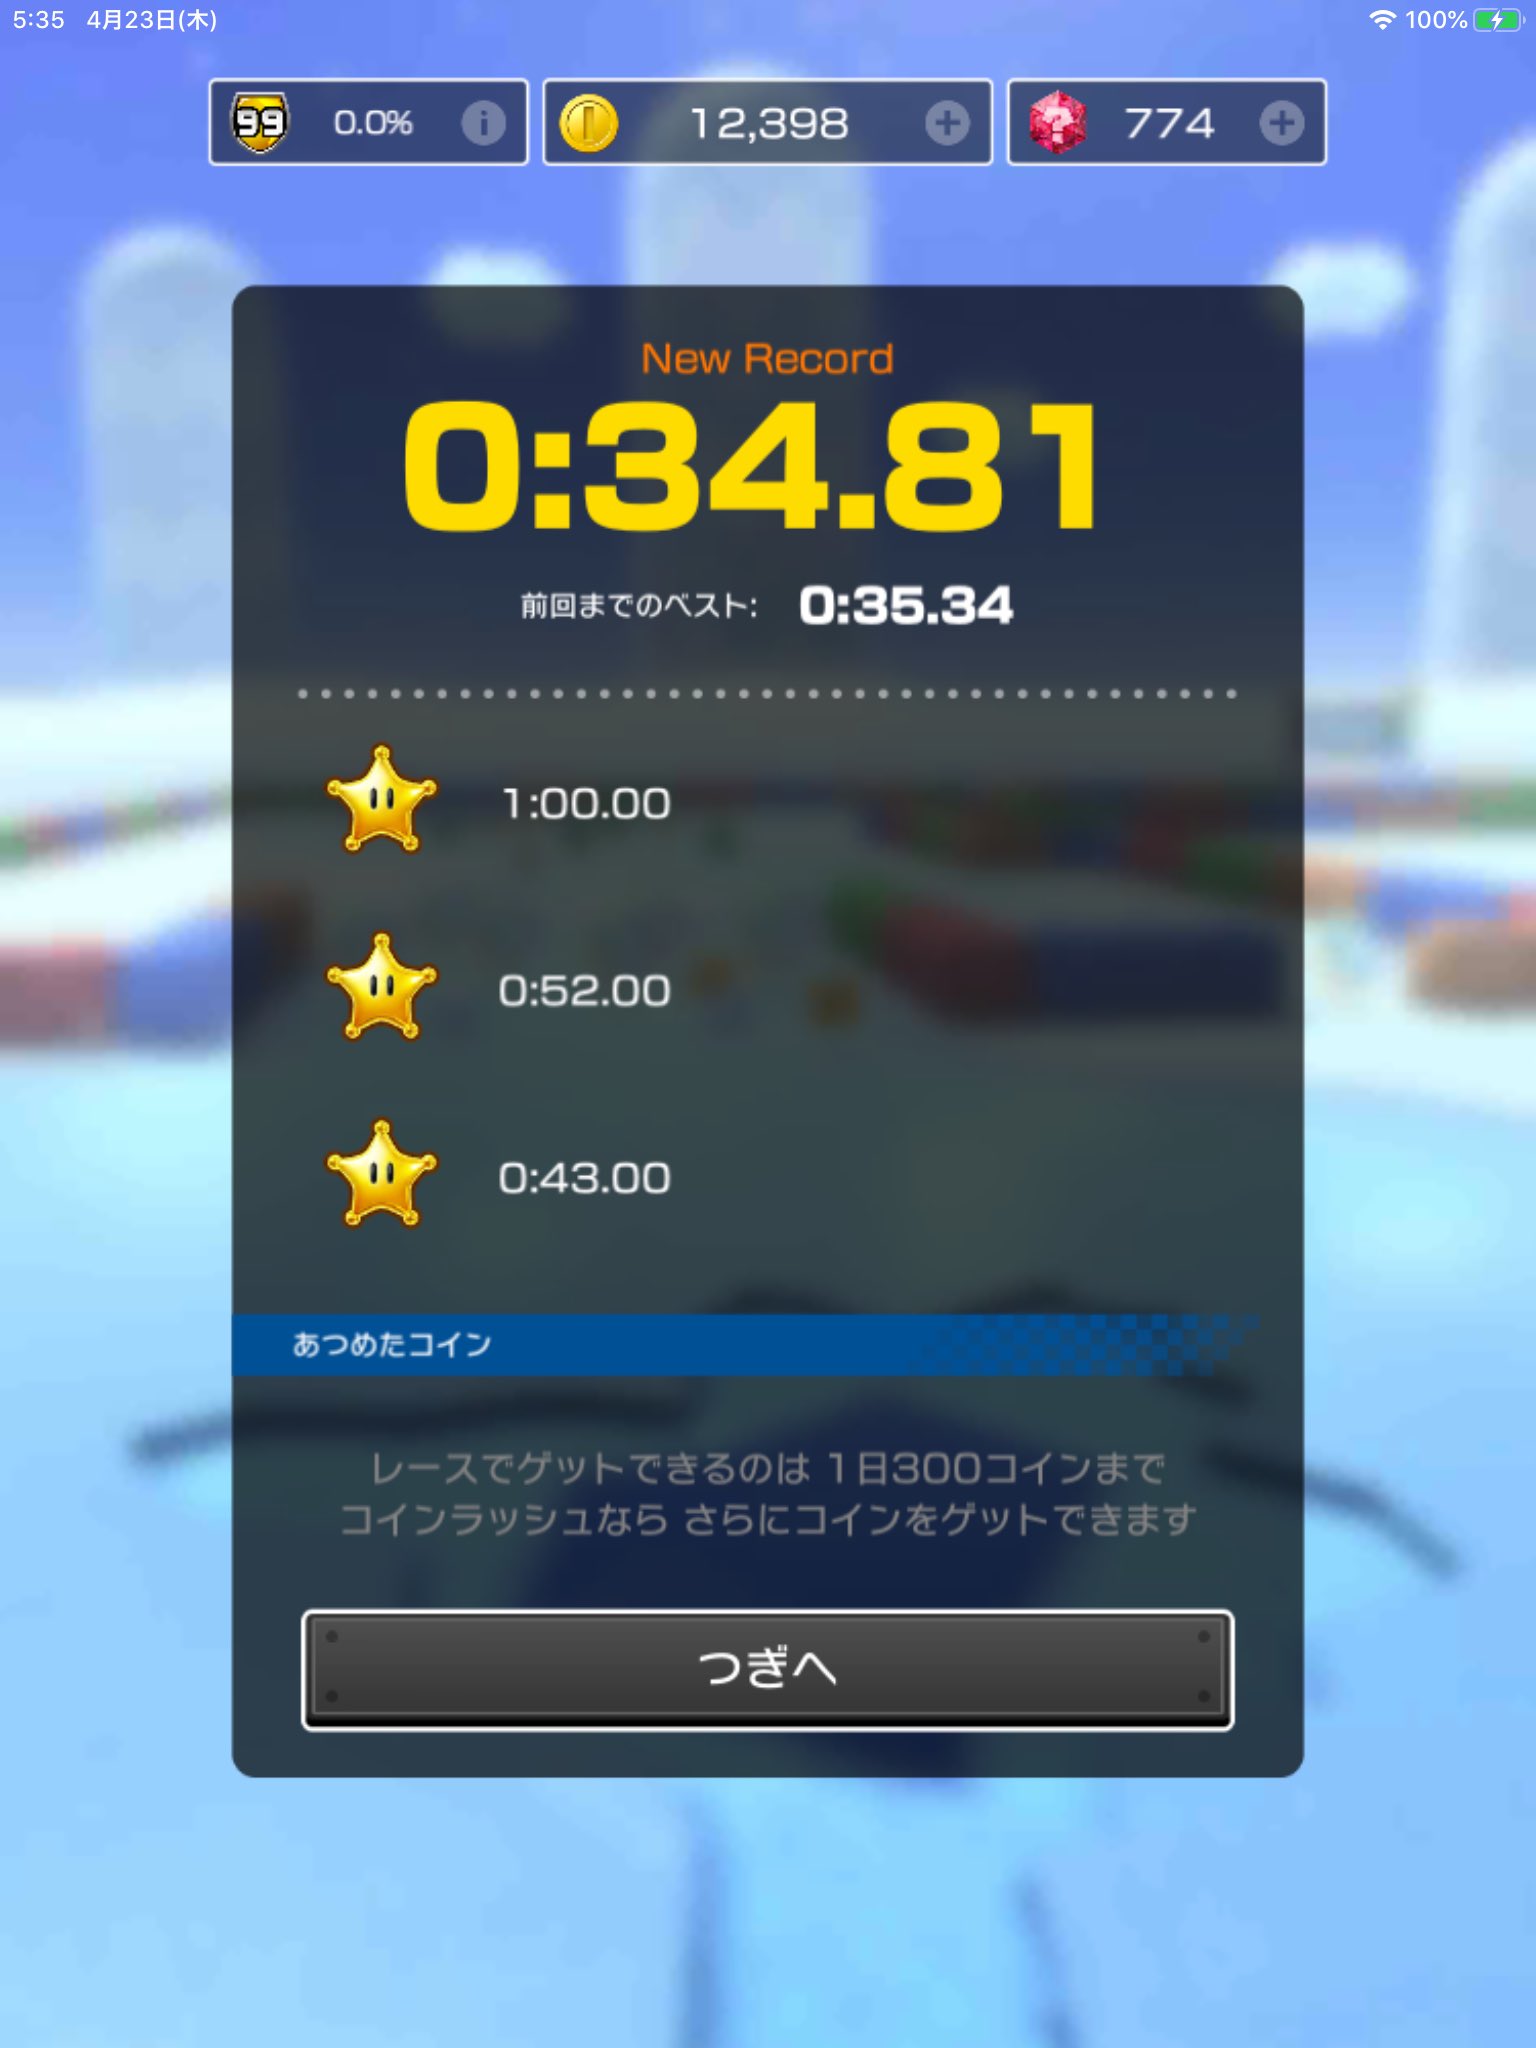 5:35 4月23日(木) 100%
99 0.0% i 12,398 + ? 774 +
New Record
0:34.81
前回までのベスト: 0:35.34
1:00.00
0:52.00
0:43.00
あつめたコイン
レースでゲットできるのは 1日300コインまで
コインラッシュなら さらにコインをゲットできます
つぎへ